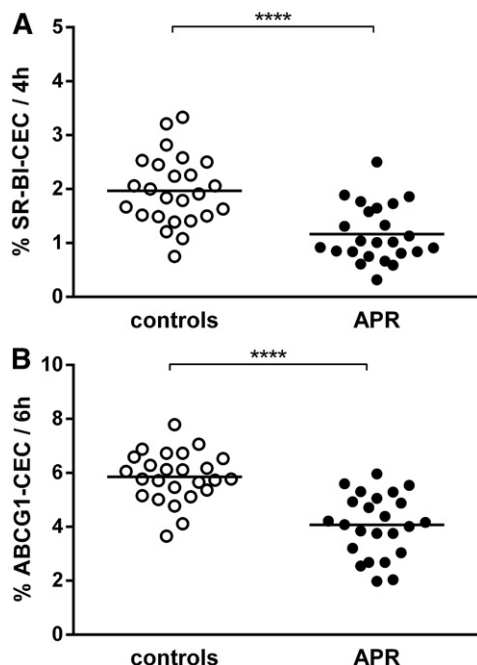 A
% SR-BI-CEC / 4h
5
4
3
2
1
0
****
controls APR
B
% ABCG1-CEC / 6h
10
8
6
4
2
0
****
controls APR